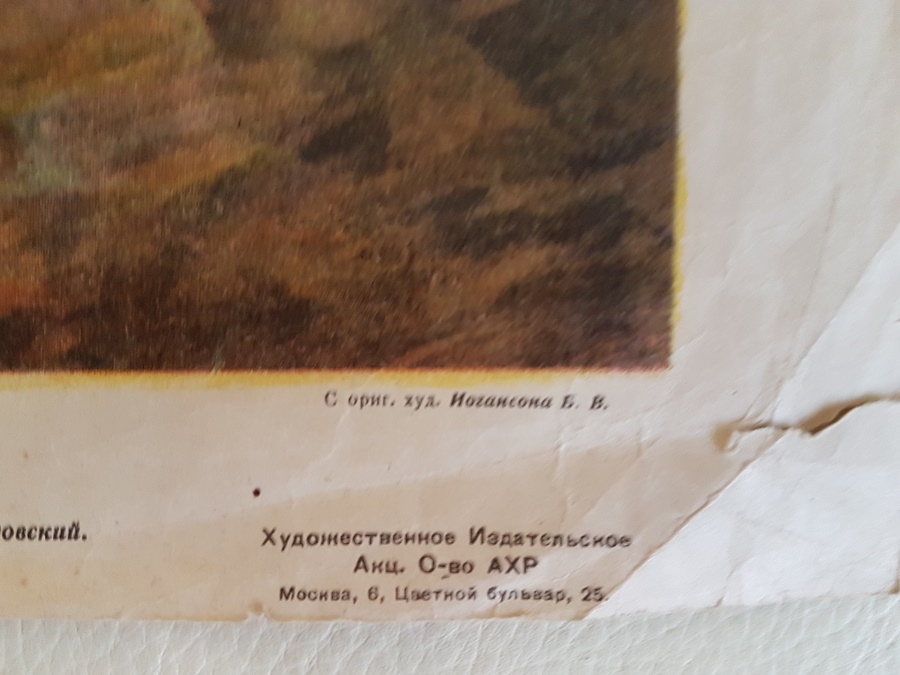 С ориг. худ. Иогансона Б. В.
овский.
Художественное Издательское
Акц. О-во АХР
Москва, 6, Цветной бульвар, 25.